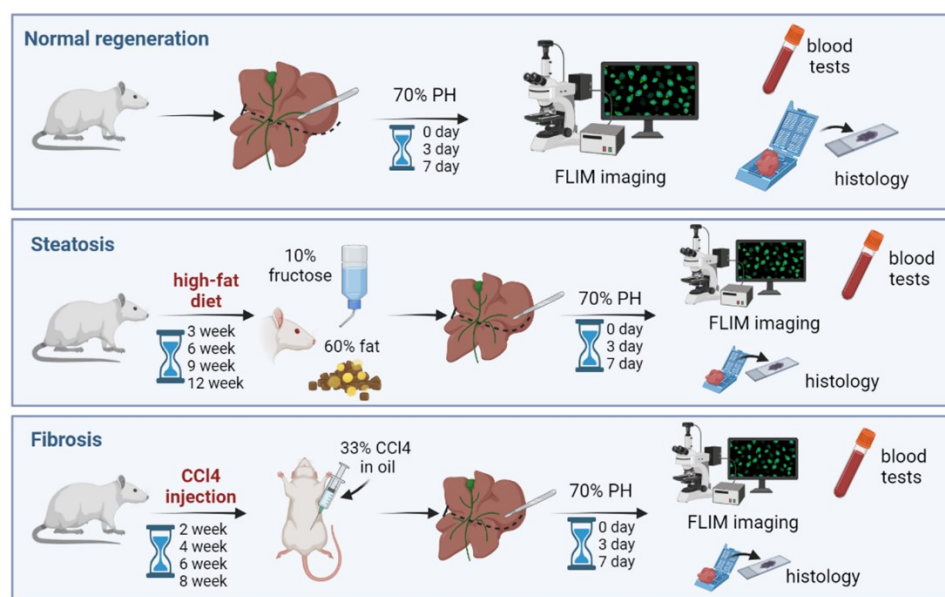 Normal regeneration
70% PH
0 day
3 day
7 day
FLIM imaging
blood
tests
histology
Steatosis
high-fat
diet
3 week
6 week
9 week
12 week
10%
fructose
60% fat
70% PH
0 day
3 day
7 day
FLIM imaging
blood
tests
histology
Fibrosis
CCl4
injection
2 week
4 week
6 week
8 week
33% CCl4
in oil
70% PH
0 day
3 day
7 day
FLIM imaging
blood
tests
histology